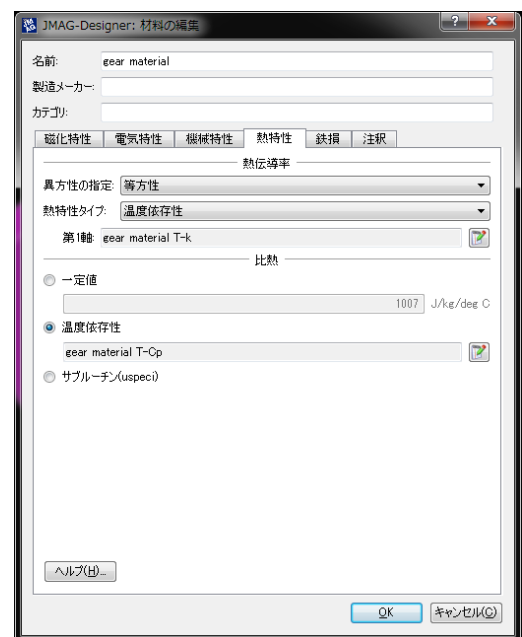 JMAG-Designer: 材料の編集
名前: gear material
製造メーカー:
カテゴリ:
磁化特性 電気特性 機械特性 熱特性 鉄損 注釈
熱伝導率
異方性の指定: 等方性
熱特性タイプ: 温度依存性
第1軸: gear material T-k
比熱
一定値
1007 J/kg/deg C
温度依存性
gear material T-Cp
サブルーチン(uspeci)
ヘルプ(H)...
OK キャンセル(C)